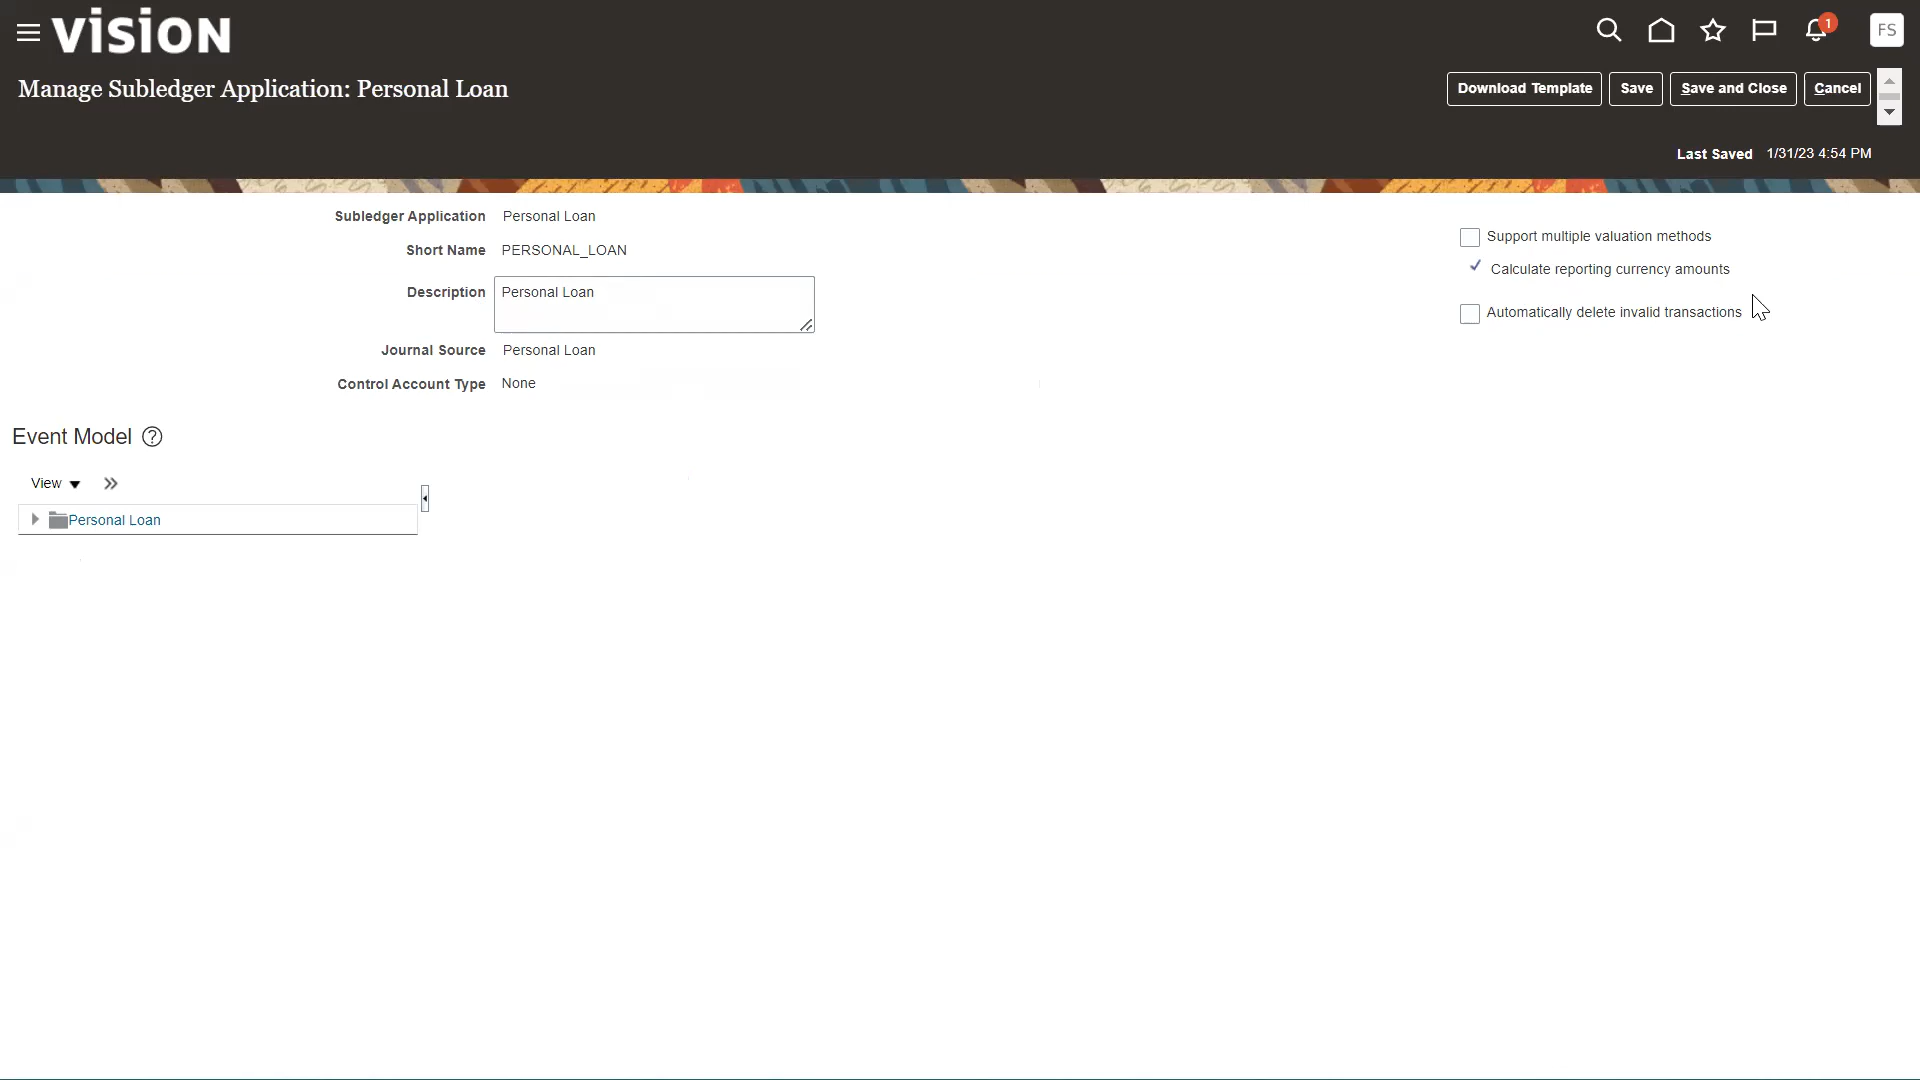 vision
1
FS
Manage Subledger Application: Personal Loan
Download Template Save Save and Close Cancel
Last Saved 1/31/23 4:54 PM
Subledger Application Personal Loan
Short Name PERSONAL_LOAN
Description Personal Loan
Journal Source Personal Loan
Control Account Type None
Support multiple valuation methods
Calculate reporting currency amounts
Automatically delete invalid transactions
Event Model ?
View
Personal Loan